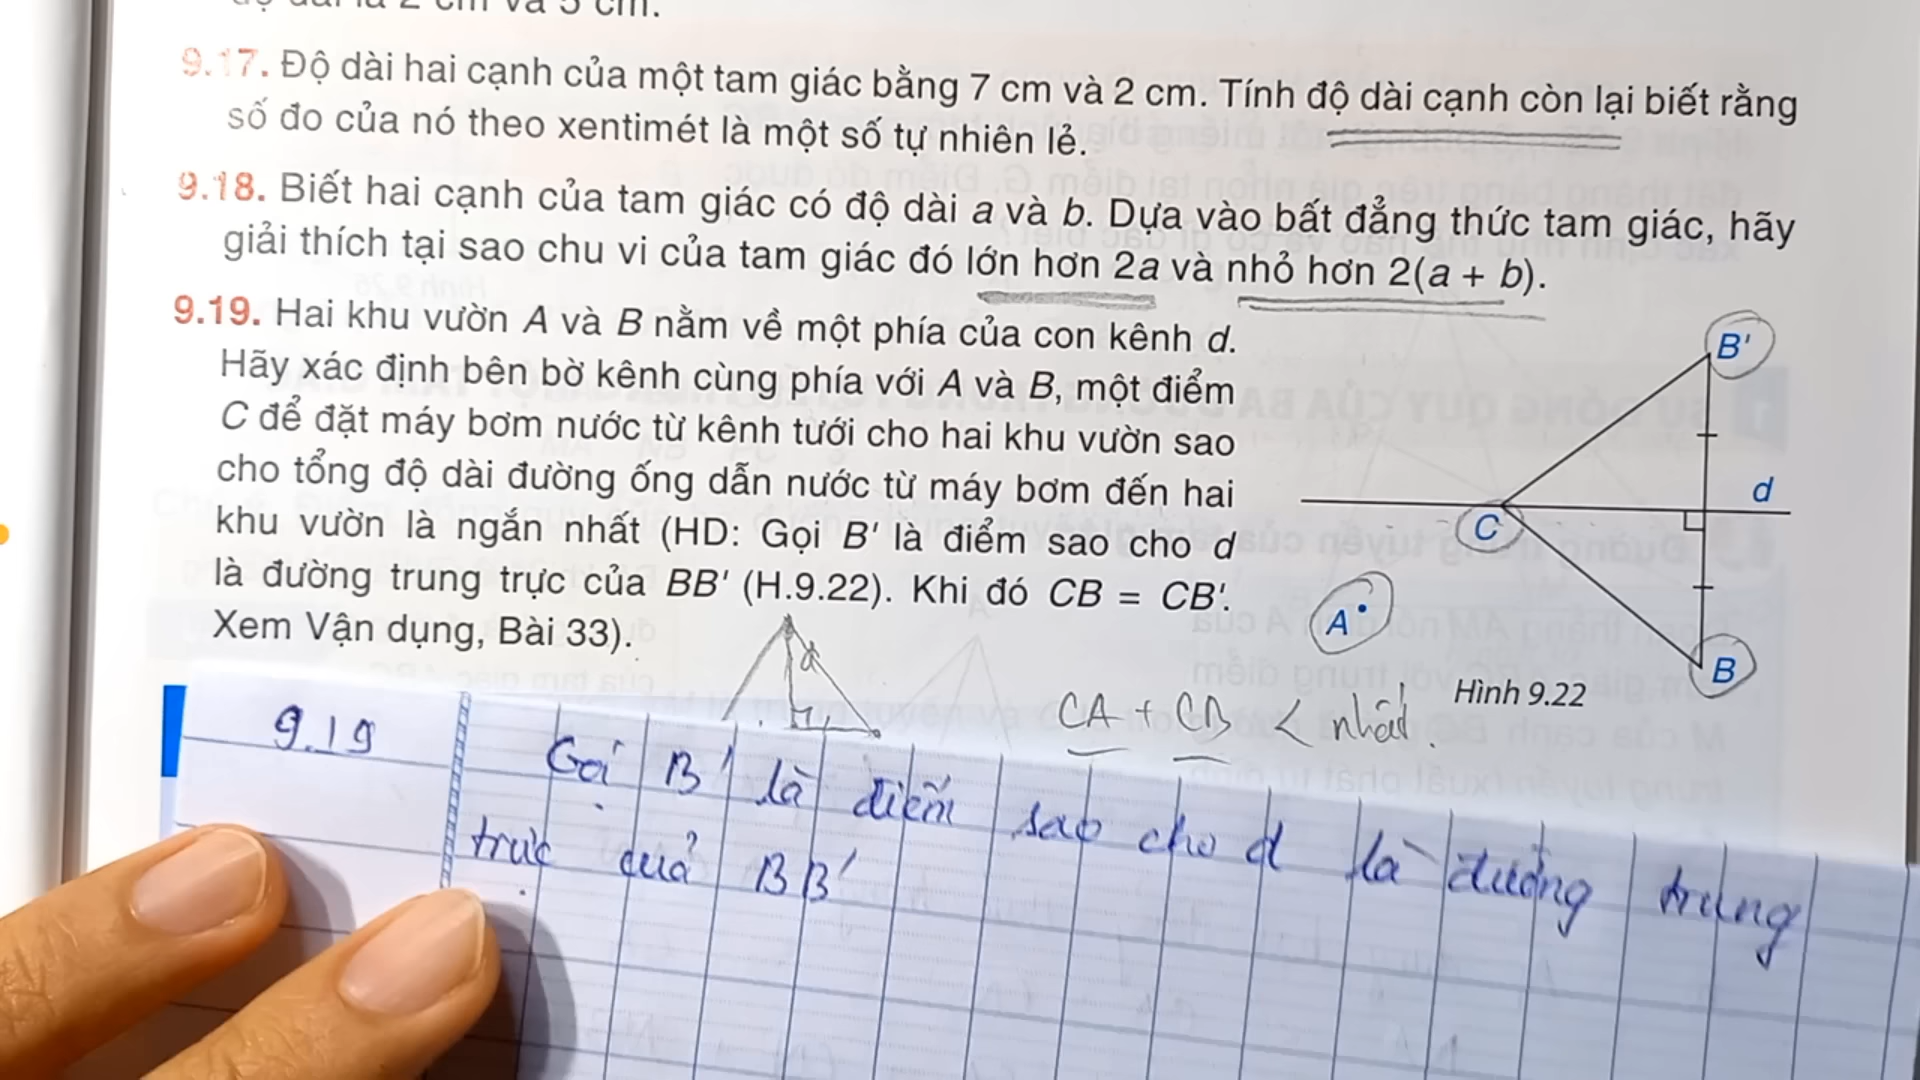 9.17. Độ dài hai cạnh của một tam giác bằng 7 cm và 2 cm. Tính độ dài cạnh còn lại biết rằng
số đo của nó theo xentimét là một số tự nhiên lẻ.
9.18. Biết hai cạnh của tam giác có độ dài a và b. Dựa vào bất đẳng thức tam giác, hãy
giải thích tại sao chu vi của tam giác đó lớn hơn 2a và nhỏ hơn 2(a + b).
9.19. Hai khu vườn A và B nằm về một phía của con kênh d.
Hãy xác định bên bờ kênh cùng phía với A và B, một điểm
C để đặt máy bơm nước từ kênh tưới cho hai khu vườn sao
cho tổng độ dài đường ống dẫn nước từ máy bơm đến hai
khu vườn là ngắn nhất (HD: Gọi B' là điểm sao cho d
là đường trung trực của BB' (H.9.22). Khi đó CB = CB'.
Xem Vận dụng, Bài 33).
B'
d
C
A
B
Hình 9.22
d
CA + CB < nhất.
9.19
Gọi B' là điểm sao cho d là đường trung
trực quả BB'